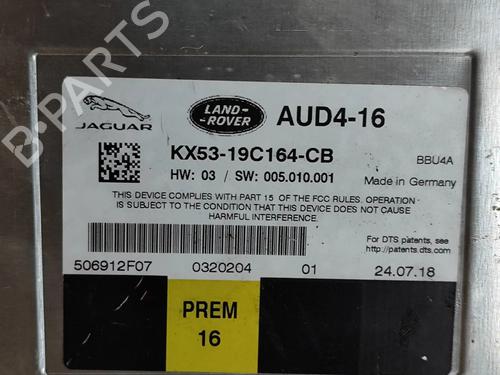 B-PARTS
JAGUAR
LAND-
ROVER
AUD4-16
KX53-19C164-CB
BBU4A
HW: 03 / SW: 005.010.001
Made in Germany
THIS DEVICE COMPLIES WITH PART 15 OF THE FCC RULES. OPERATION
IS SUBJECT TO THE CONDITION THAT THIS DEVICE DOES NOT CAUSE
HARMFUL INTERFERENCE.
For DTS patents, see
http://patents.dts.com
506912F07 0320204 01 24.07.18
PREM
16